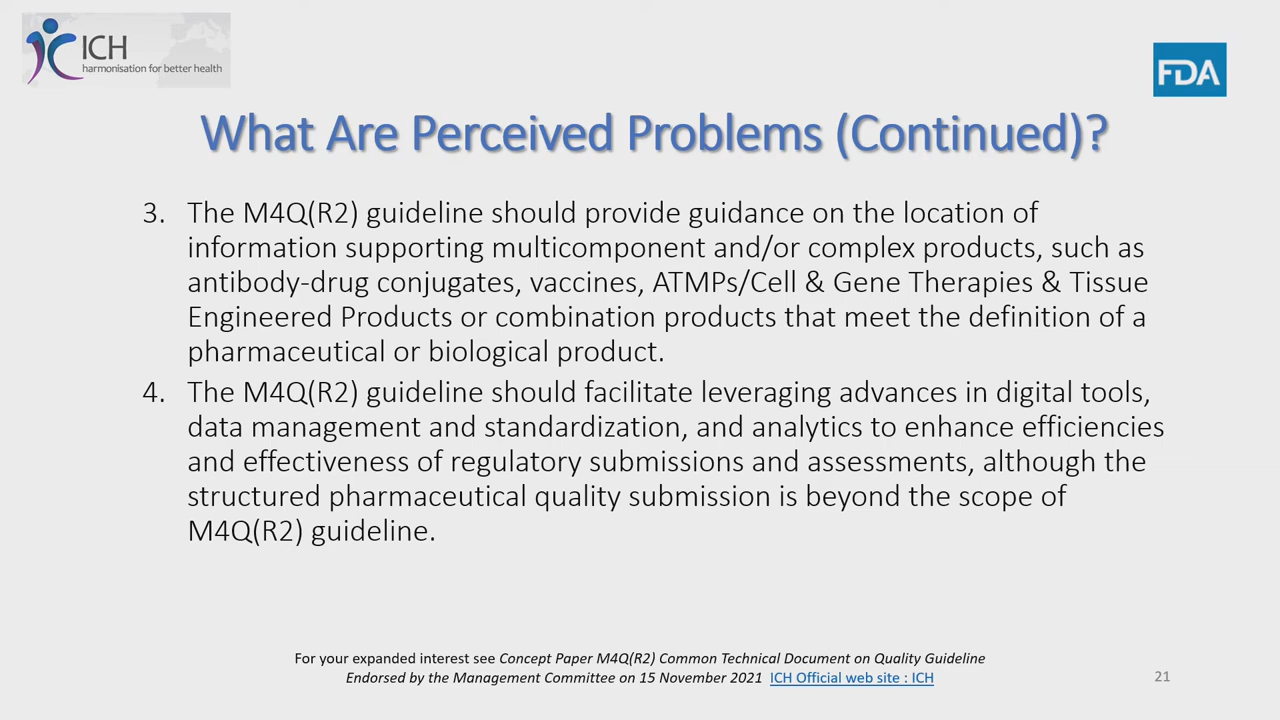 ICH
harmonisation for better health
FDA
What Are Perceived Problems (Continued)?
3. The M4Q(R2) guideline should provide guidance on the location of
information supporting multicomponent and/or complex products, such as
antibody-drug conjugates, vaccines, ATMPs/Cell & Gene Therapies & Tissue
Engineered Products or combination products that meet the definition of a
pharmaceutical or biological product.
4. The M4Q(R2) guideline should facilitate leveraging advances in digital tools,
data management and standardization, and analytics to enhance efficiencies
and effectiveness of regulatory submissions and assessments, although the
structured pharmaceutical quality submission is beyond the scope of
M4Q(R2) guideline.
For your expanded interest see Concept Paper M4Q(R2) Common Technical Document on Quality Guideline
Endorsed by the Management Committee on 15 November 2021 ICH Official web site : ICH
21